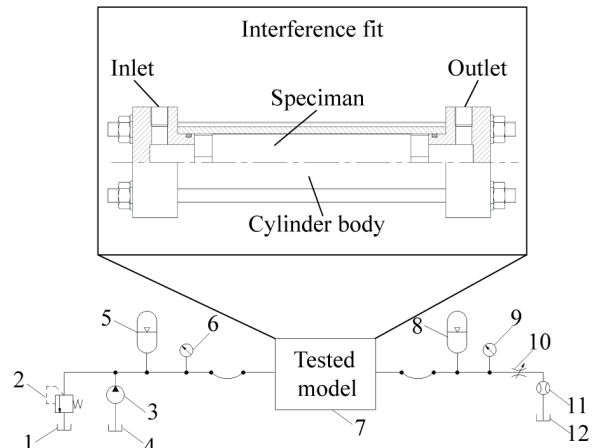 Interference fit
Inlet
Outlet
Speciman
Cylinder body
5
6
8
9
10
2
Tested
model
3
11
1
4
7
12